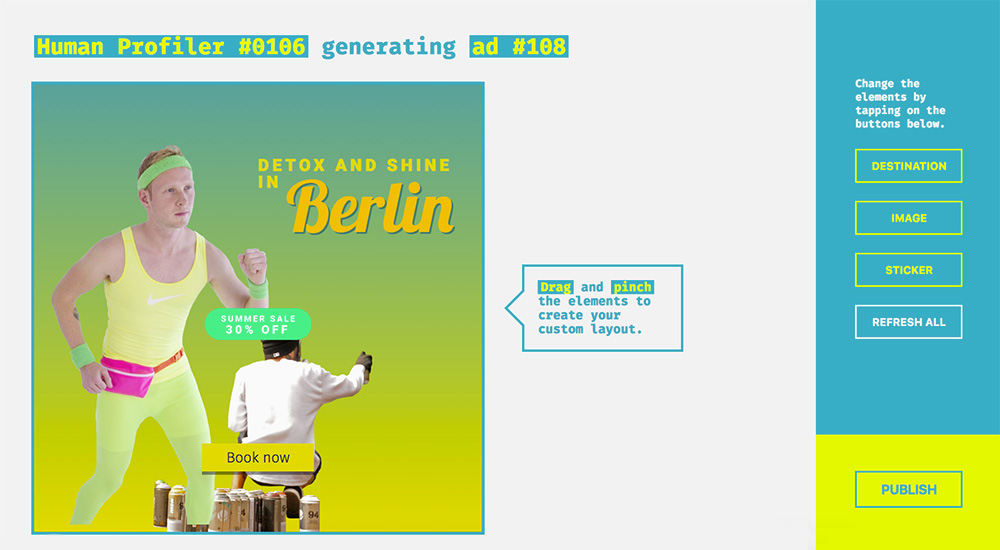 Human Profiler #0106 generating ad #108
Change the
elements by
tapping on the
buttons below.
DETOX AND SHINE
IN Berlin
DESTINATION
IMAGE
STICKER
REFRESH ALL
Drag and pinch
the elements to
create your
custom layout.
SUMMER SALE
30% OFF
Book now
PUBLISH
94